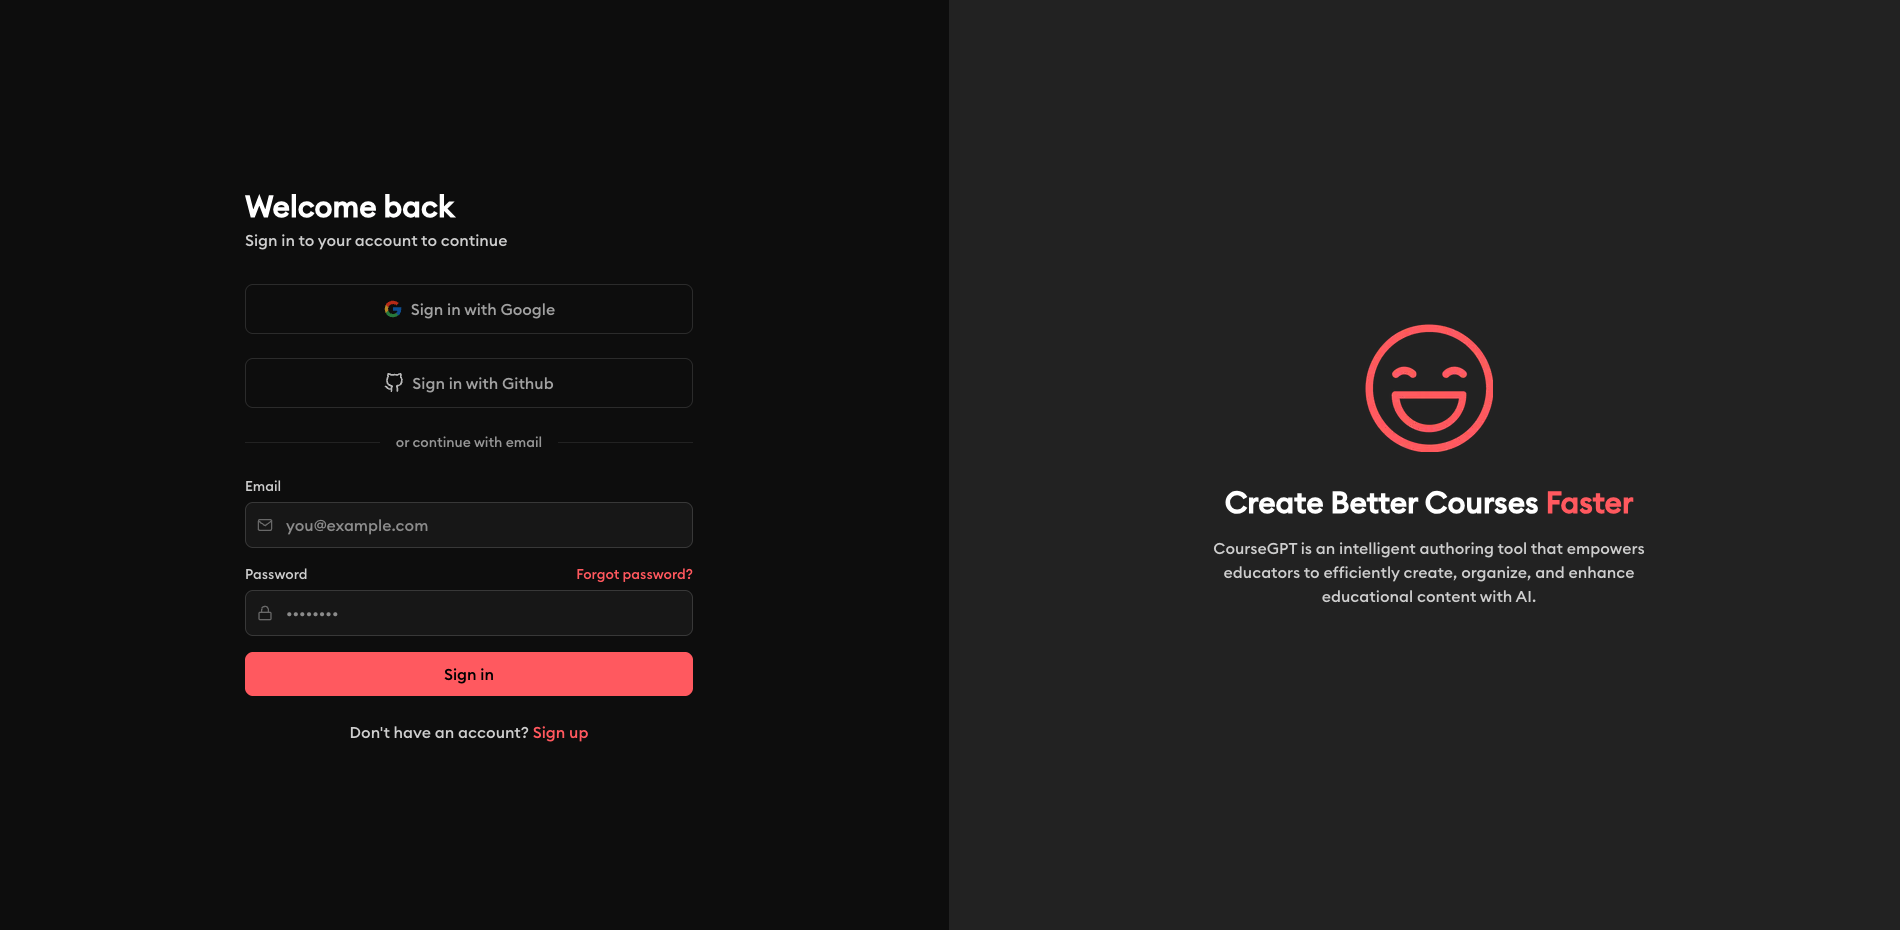 Welcome back
Sign in to your account to continue
Sign in with Google
Sign in with Github
or continue with email
Email
you@example.com
Password
Forgot password?
••••••••
Sign in
Don't have an account? Sign up
Create Better Courses Faster
CourseGPT is an intelligent authoring tool that empowers
educators to efficiently create, organize, and enhance
educational content with AI.